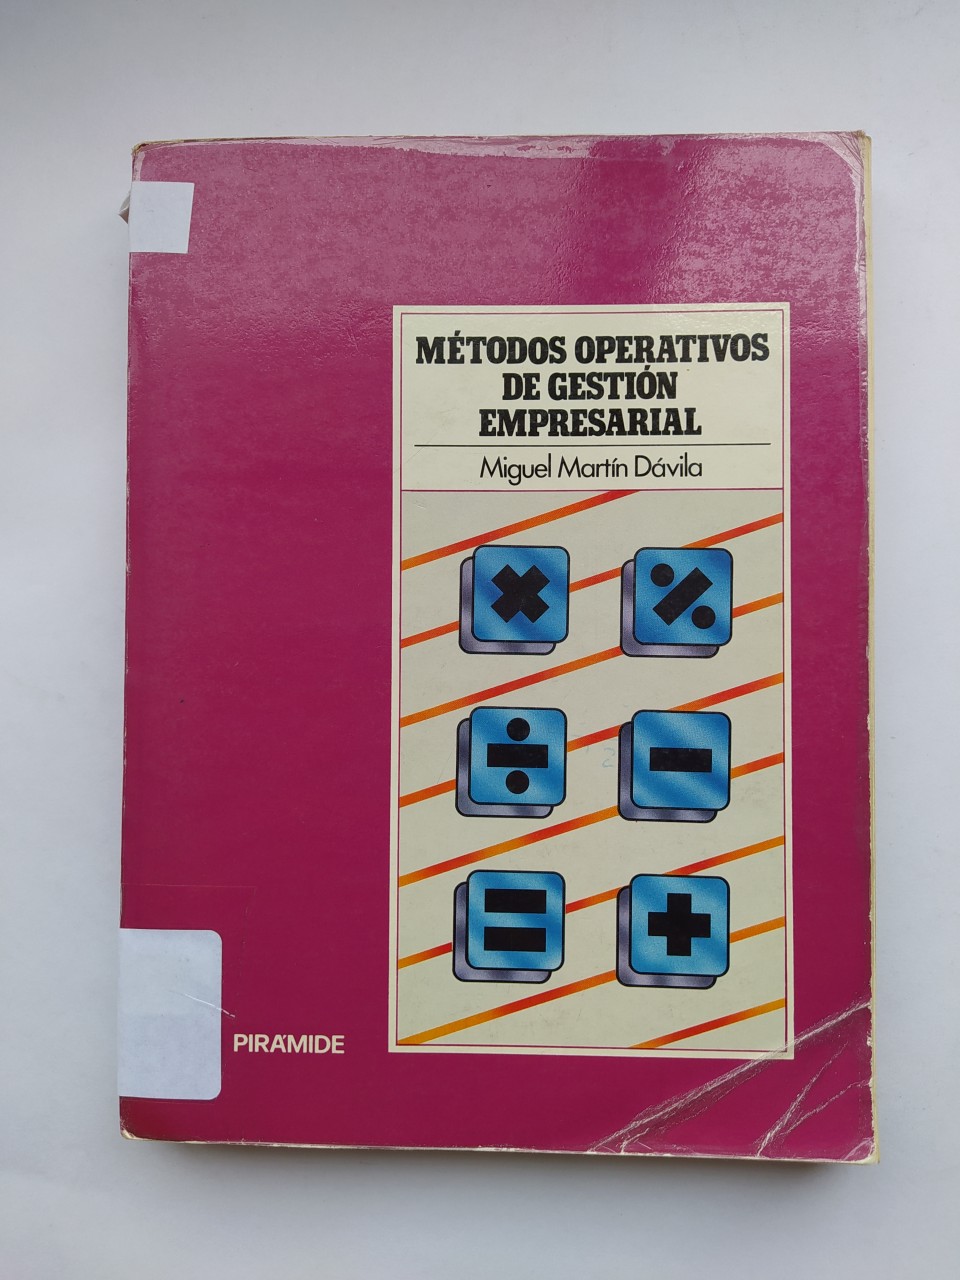 MÉTODOS OPERATIVOS
DE GESTIÓN
EMPRESARIAL
Miguel Martín Dávila
×
%
÷
−
=
+
PIRÁMIDE